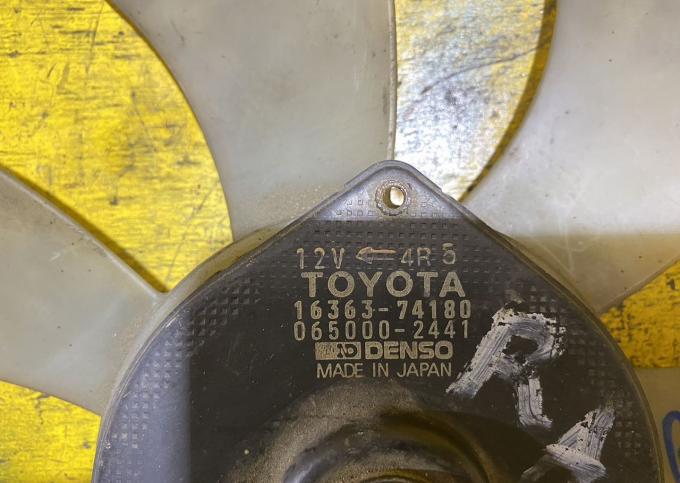 12V ⇐ 4R 5
TOYOTA
16363-74180
065000-2441
DENSO
MADE IN JAPAN
R